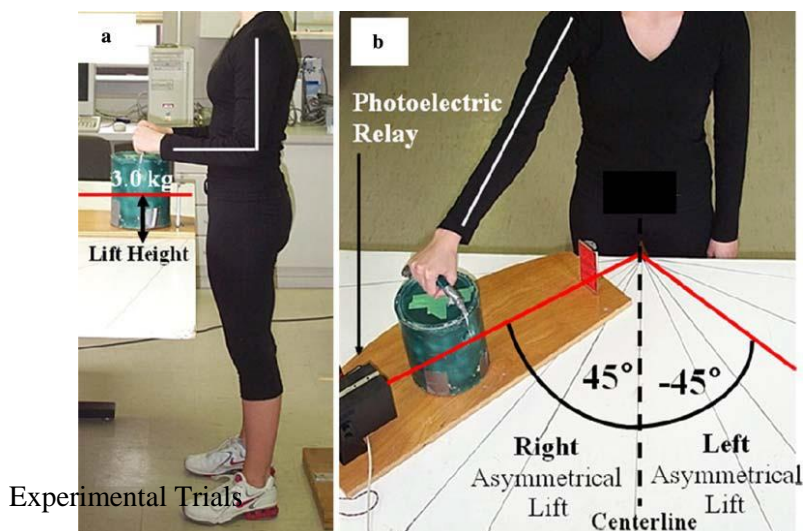 a
3.0 kg
Lift Height
Experimental Trials
b
Photoelectric
Relay
45°
-45°
Right
Asymmetrical
Lift
Left
Asymmetrical
Lift
Centerline